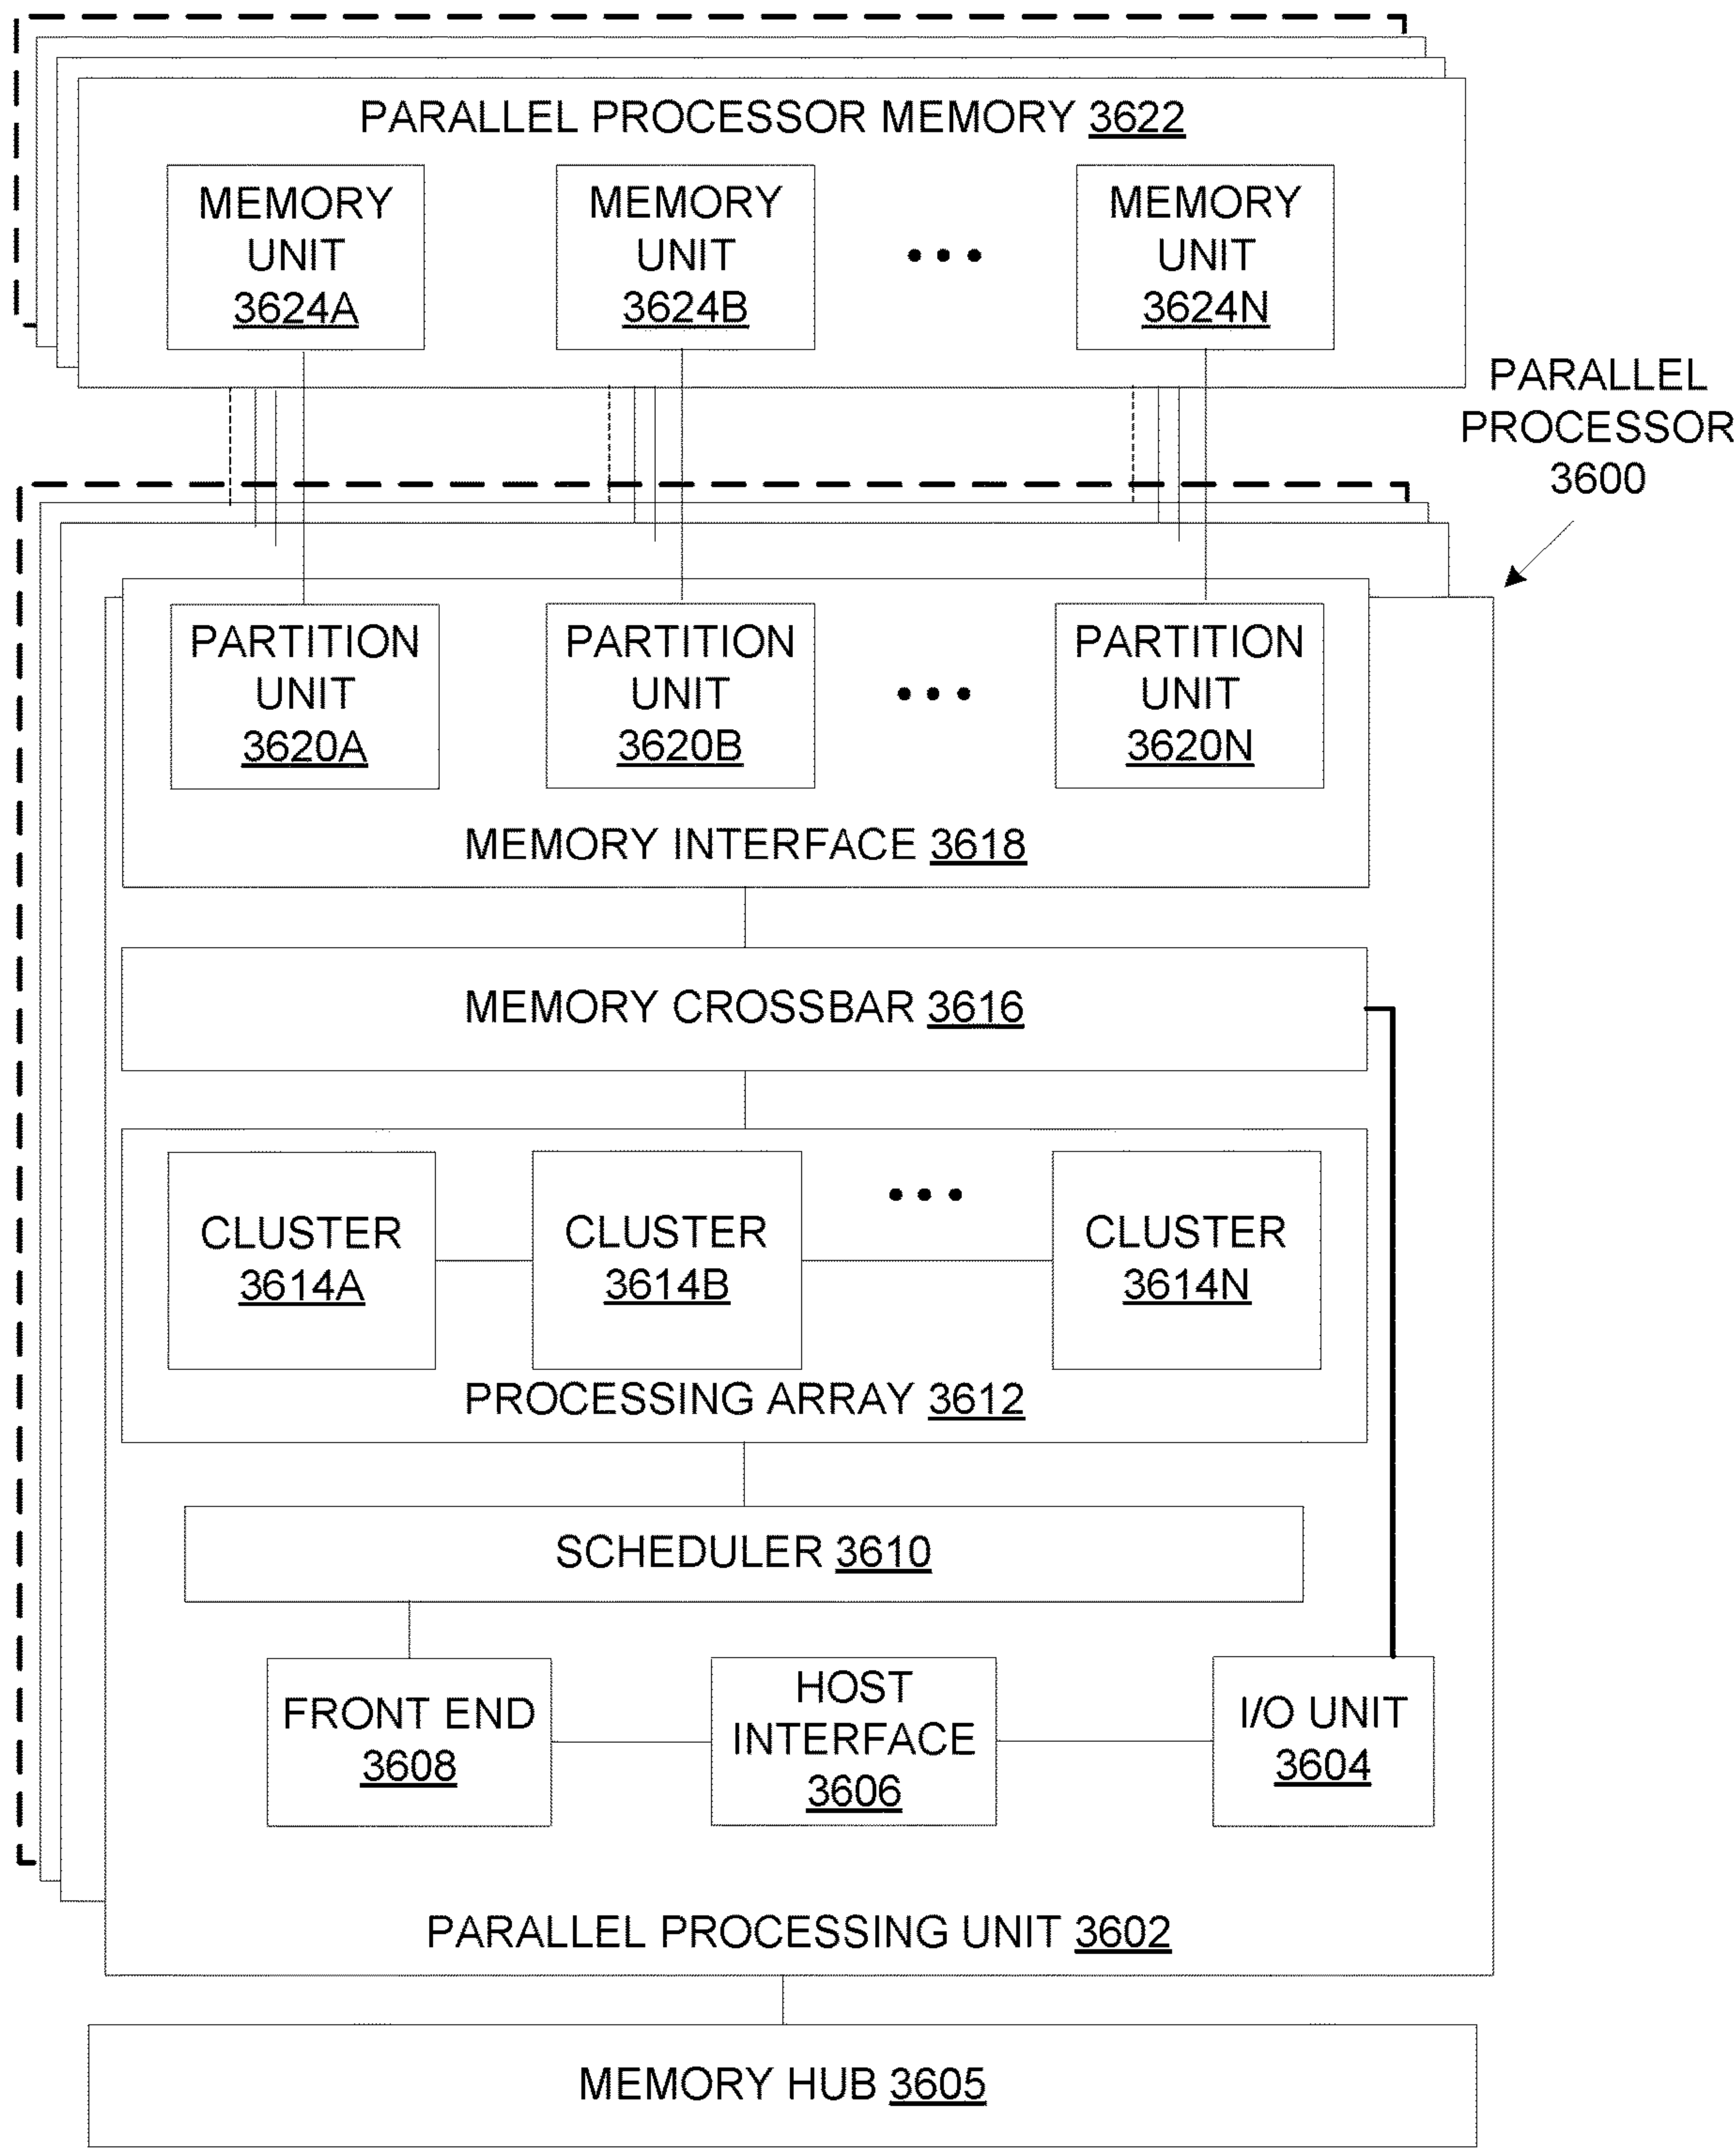 PARALLEL PROCESSOR MEMORY 3622
MEMORY
UNIT
3624A
MEMORY
UNIT
3624B
MEMORY
UNIT
3624N
PARALLEL
PROCESSOR
3600
PARTITION
UNIT
3620A
PARTITION
UNIT
3620B
PARTITION
UNIT
3620N
MEMORY INTERFACE 3618
MEMORY CROSSBAR 3616
CLUSTER
3614A
CLUSTER
3614B
CLUSTER
3614N
PROCESSING ARRAY 3612
SCHEDULER 3610
FRONT END
3608
HOST
INTERFACE
3606
I/O UNIT
3604
PARALLEL PROCESSING UNIT 3602
MEMORY HUB 3605